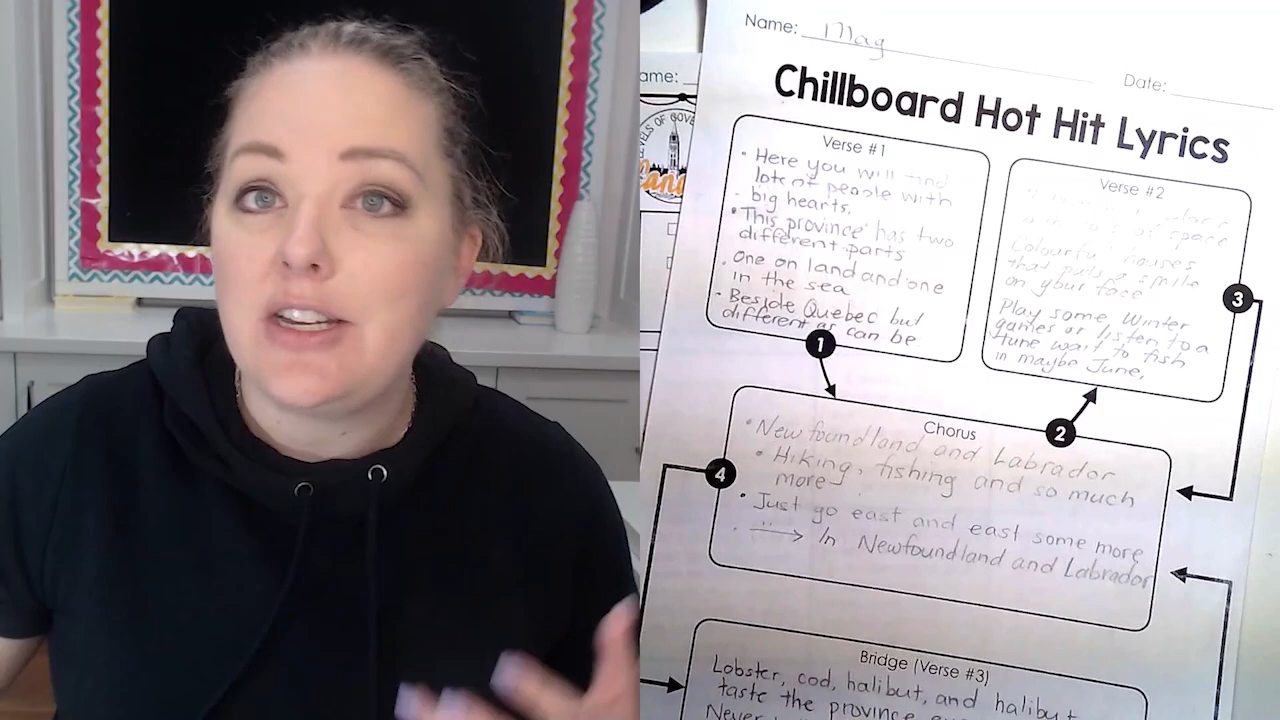 Name: Mag
Date:
ame:
Chillboard Hot Hit Lyrics
Verse #1
• Here you will find
lots of people with
big hearts.
• This province has two
different parts
• One on land and one
in the sea
• Beside Quebec but
different as can be
1
Verse #2
Colourful houses
that puts a smile
on your face
Play some Winter
games or listen to a
tune wait to fish
in maybe June,
3
2
Chorus
• Newfoundland and Labrador
• Hiking, fishing and so much
more
• Just go east and east some more
• In Newfoundland and Labrador
4
Bridge (Verse #3)
Lobster, cod, halibut, and halibut
taste the province
Never